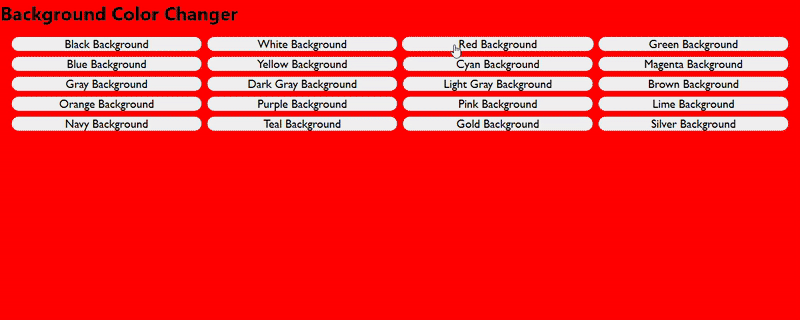 Background Color Changer
Black Background White Background Red Background Green Background
Blue Background Yellow Background Cyan Background Magenta Background
Gray Background Dark Gray Background Light Gray Background Brown Background
Orange Background Purple Background Pink Background Lime Background
Navy Background Teal Background Gold Background Silver Background